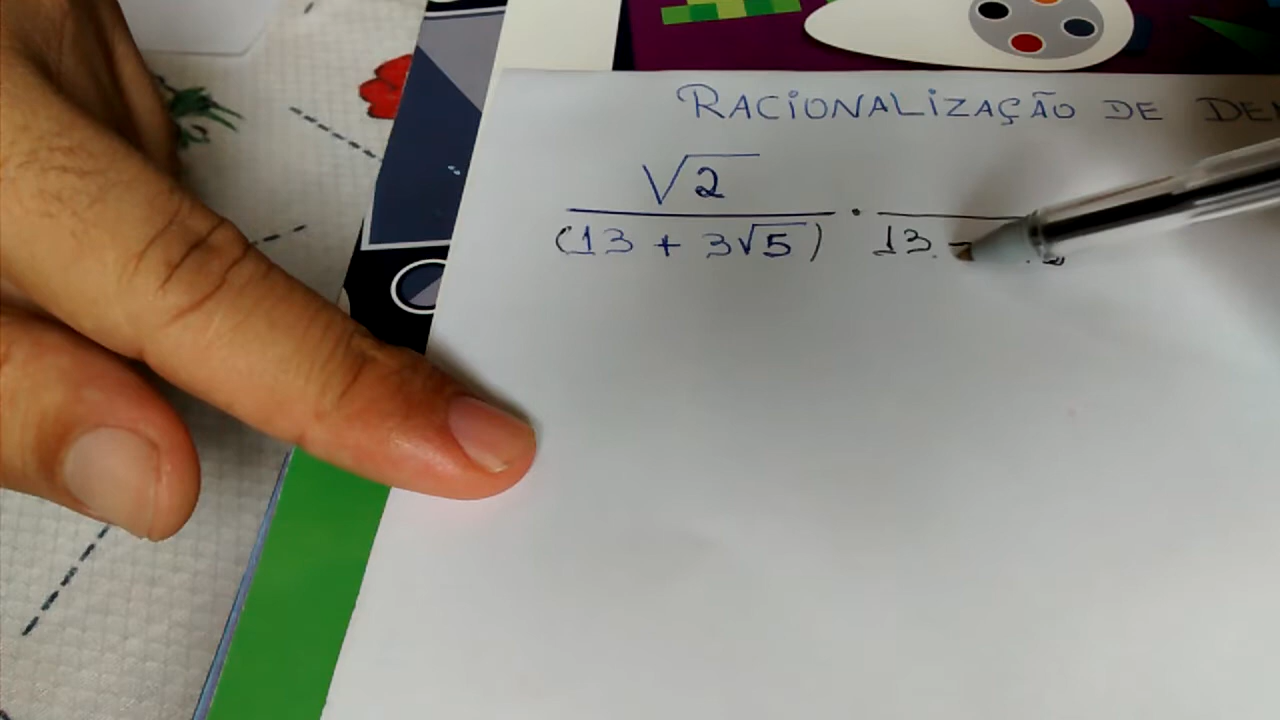 RACIONALIZAÇÃO DE
√2
(13 + 3√5) · 13 -